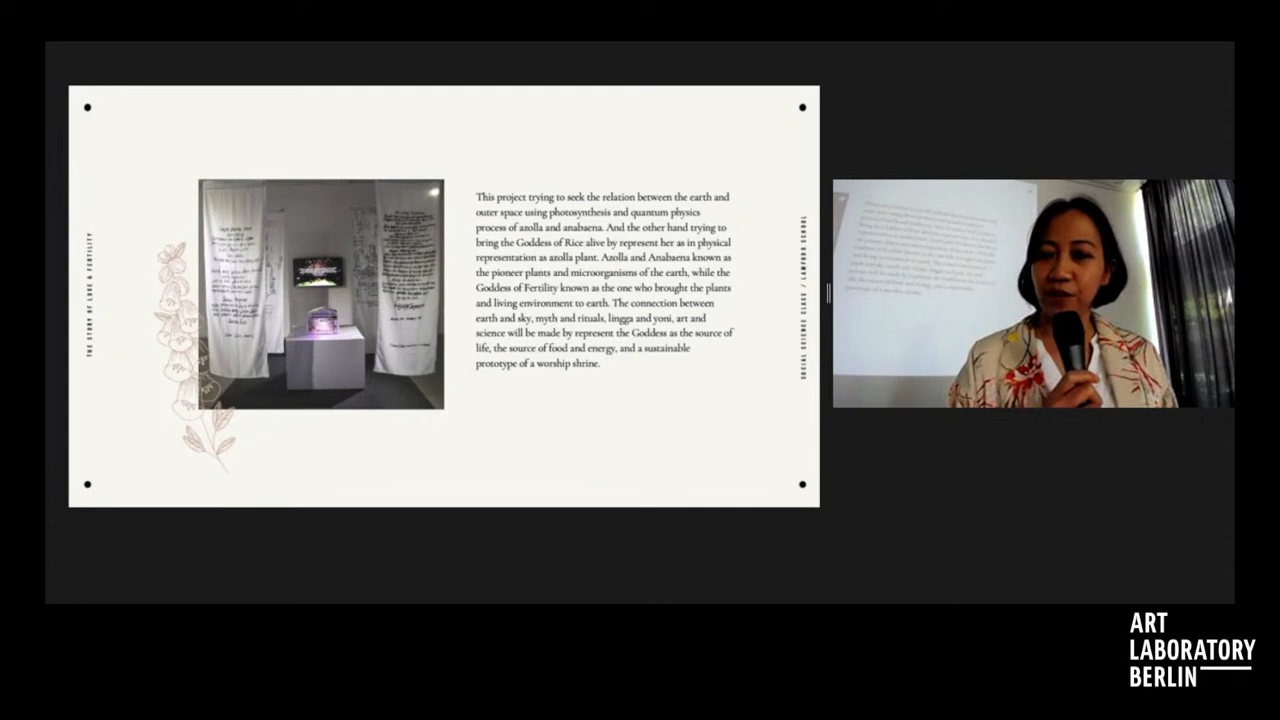 THE STORY OF LOVE & FERTILITY
This project trying to seek the relation between the earth and
outer space using photosynthesis and quantum physics
process of azolla and anabaena. And the other hand trying to
bring the Goddess of Rice alive by represent her as in physical
representation as azolla plant. Azolla and Anabaena known as
the pioneer plants and microorganisms of the earth, while the
Goddess of Fertility known as the one who brought the plants
and living environment to earth. The connection between
earth and sky, myth and rituals, lingga and yoni, art and
science will be made by represent the Goddess as the source of
life, the source of food and energy, and a sustainable
prototype of a worship shrine.
SOCIAL SCIENCE CLASS / LAMFORD SCHOOL
ART
LABORATORY
BERLIN